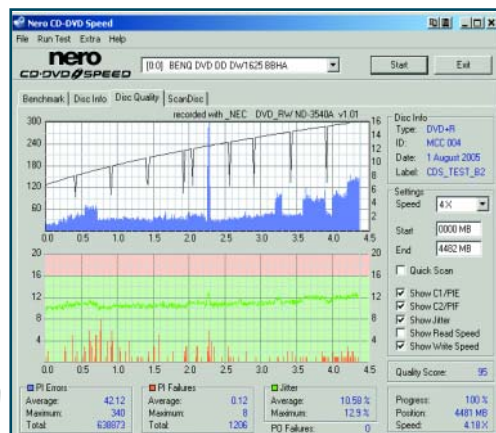 Nero CD-DVD Speed
File Run Test Extra Help
nero
CD·DVD SPEED
[0:0] BENQ DVD DD DW1625 BBHA
Start
Exit
Benchmark
Disc Info
Disc Quality
ScanDisc
recorded with _NEC DVD_RW ND-3540A v1.01
300
240
180
120
60
16
14
12
10
8
6
4
2
0.0 0.5 1.0 1.5 2.0 2.5 3.0 3.5 4.0 4.5
20
16
12
8
4
20
16
12
8
4
0.0 0.5 1.0 1.5 2.0 2.5 3.0 3.5 4.0 4.5
Disc Info
Type: DVD+R
ID: MCC 004
Date: 1 August 2005
Label: CDS_TEST_B2
Settings
Speed 4 X
Start 0000 MB
End 4482 MB
Quick Scan
Show C1/PIE
Show C2/PIF
Show Jitter
Show Read Speed
Show Write Speed
Quality Score: 95
PI Errors
Average: 42.12
Maximum: 340
Total: 638873
PI Failures
Average: 0.12
Maximum: 8
Total: 1206
Jitter
Average: 10.58 %
Maximum: 12.9 %
PO Failures: 0
Progress: 100 %
Position: 4481 MB
Speed: 4.18 X